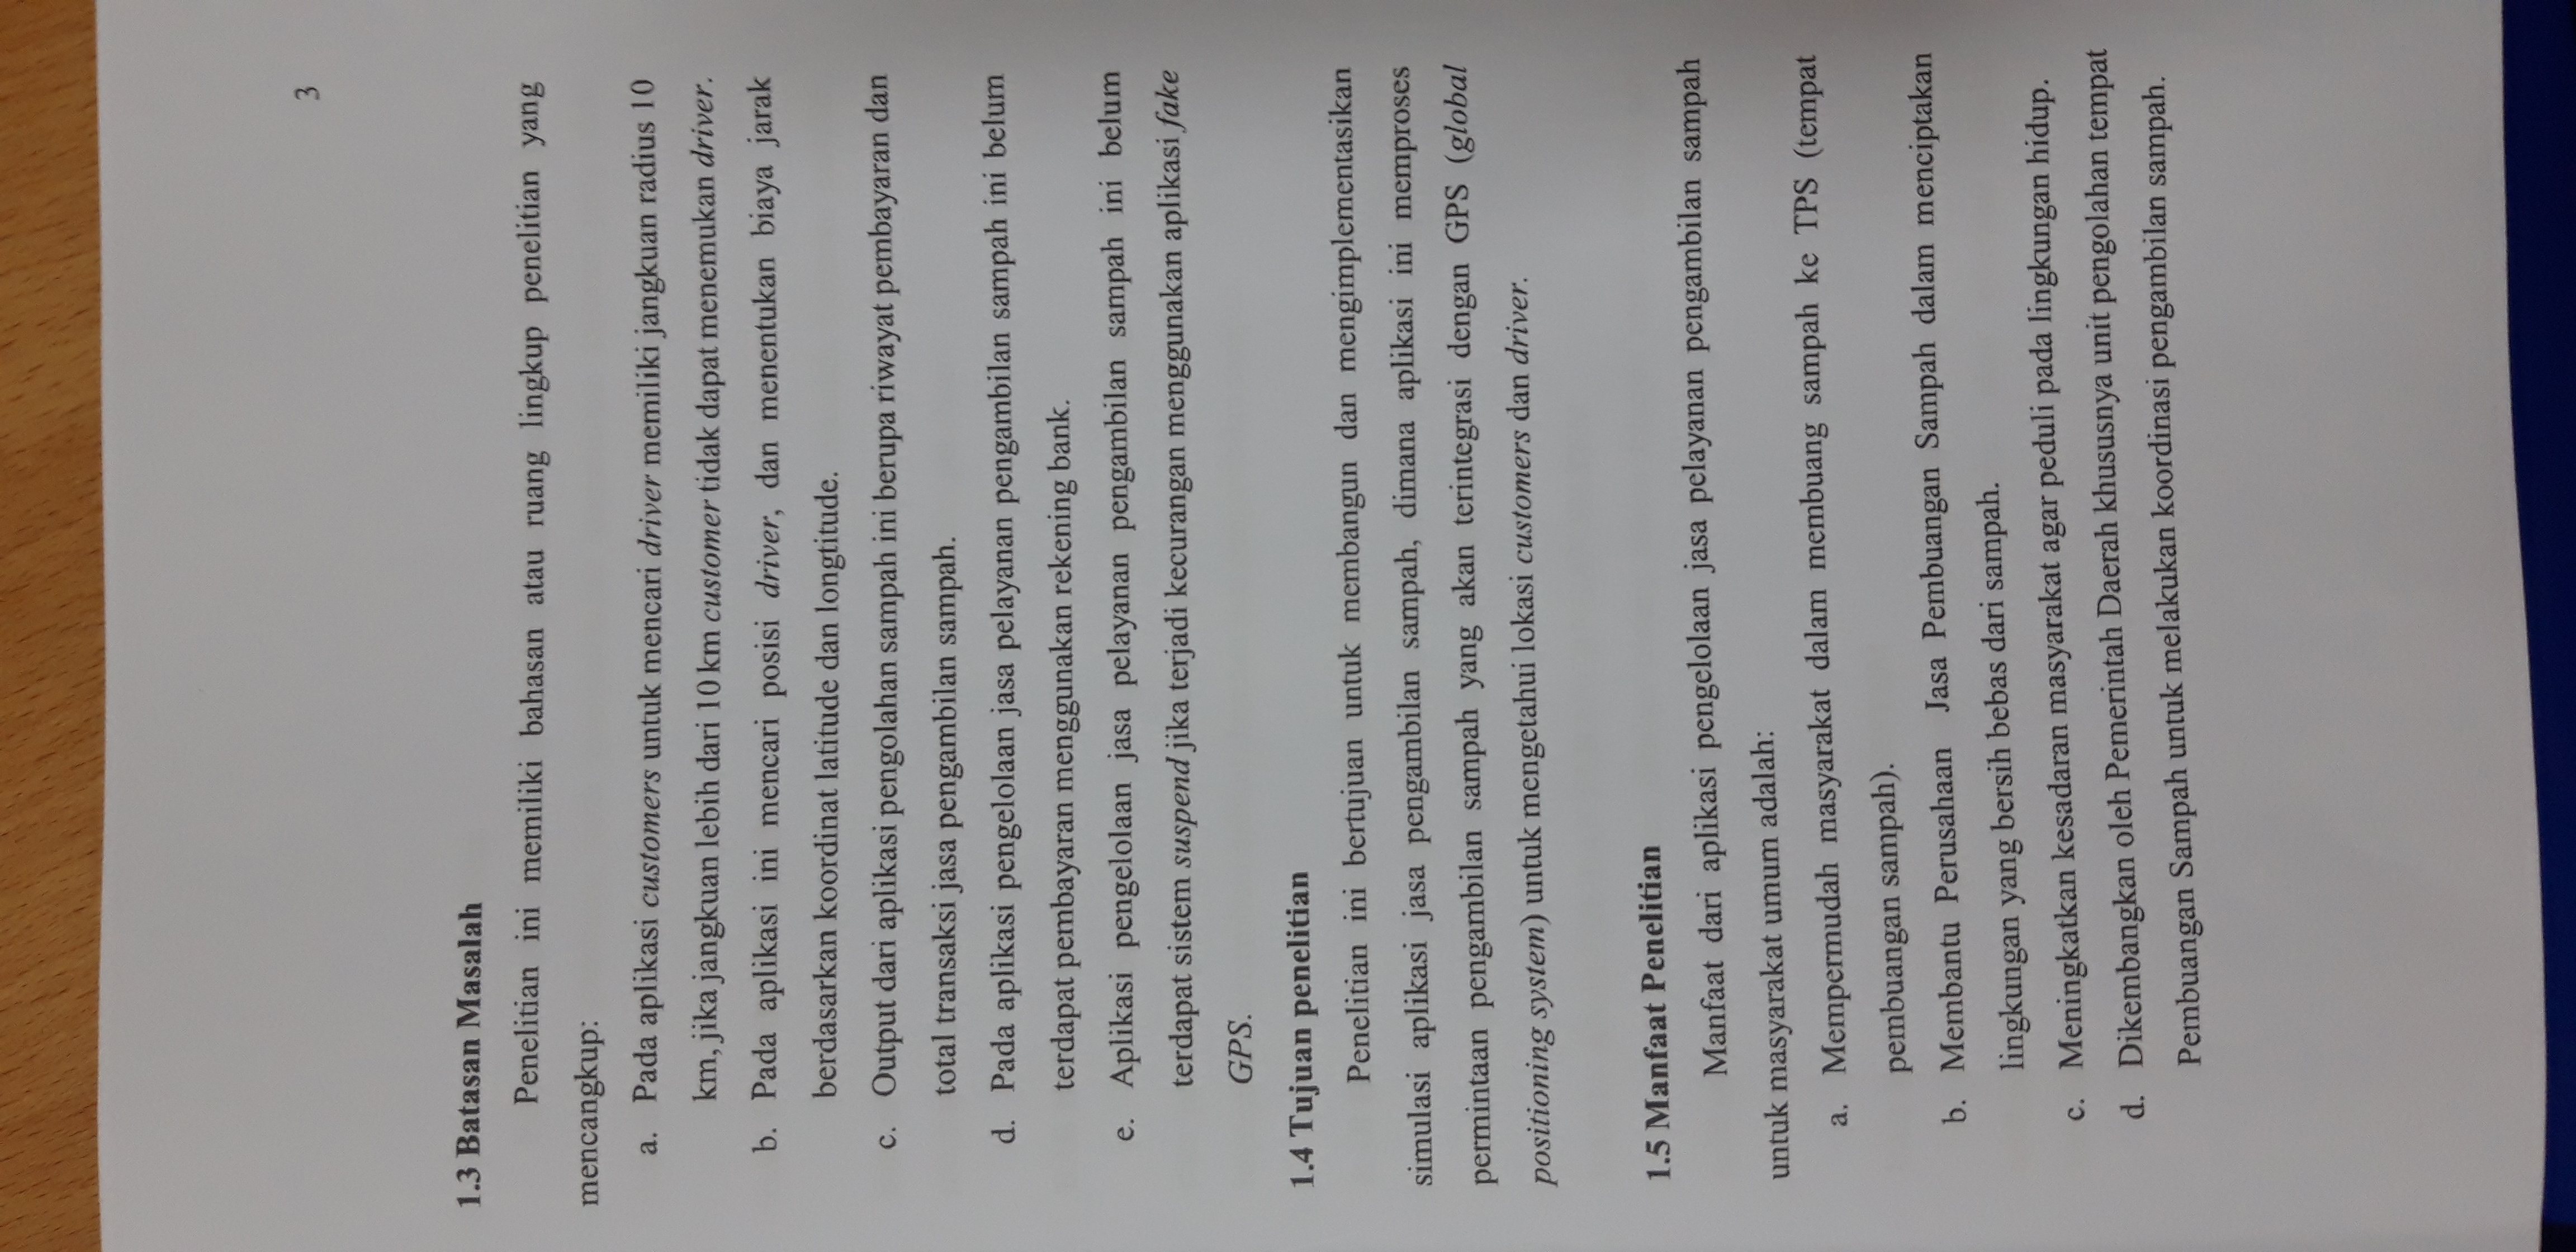 3
1.3 Batasan Masalah
Penelitian ini memiliki bahasan atau ruang lingkup penelitian yang
mencangkup:
a. Pada aplikasi customers untuk mencari driver memiliki jangkuan radius 10
km, jika jangkuan lebih dari 10 km customer tidak dapat menemukan driver.
b. Pada aplikasi ini mencari posisi driver, dan menentukan biaya jarak
berdasarkan koordinat latitude dan longtitude.
c. Output dari aplikasi pengolahan sampah ini berupa riwayat pembayaran dan
total transaksi jasa pengambilan sampah.
d. Pada aplikasi pengelolaan jasa pelayanan pengambilan sampah ini belum
terdapat pembayaran menggunakan rekening bank.
e. Aplikasi pengelolaan jasa pelayanan pengambilan sampah ini belum
terdapat sistem suspend jika terjadi kecurangan menggunakan aplikasi fake
GPS.
1.4 Tujuan penelitian
Penelitian ini bertujuan untuk membangun dan mengimplementasikan
simulasi aplikasi jasa pengambilan sampah, dimana aplikasi ini memproses
permintaan pengambilan sampah yang akan terintegrasi dengan GPS (global
positioning system) untuk mengetahui lokasi customers dan driver.
1.5 Manfaat Penelitian
Manfaat dari aplikasi pengelolaan jasa pelayanan pengambilan sampah
untuk masyarakat umum adalah:
a. Mempermudah masyarakat dalam membuang sampah ke TPS (tempat
pembuangan sampah).
b. Membantu Perusahaan Jasa Pembuangan Sampah dalam menciptakan
lingkungan yang bersih bebas dari sampah.
c. Meningkatkan kesadaran masyarakat agar peduli pada lingkungan hidup.
d. Dikembangkan oleh Pemerintah Daerah khususnya unit pengolahan tempat
Pembuangan Sampah untuk melakukan koordinasi pengambilan sampah.